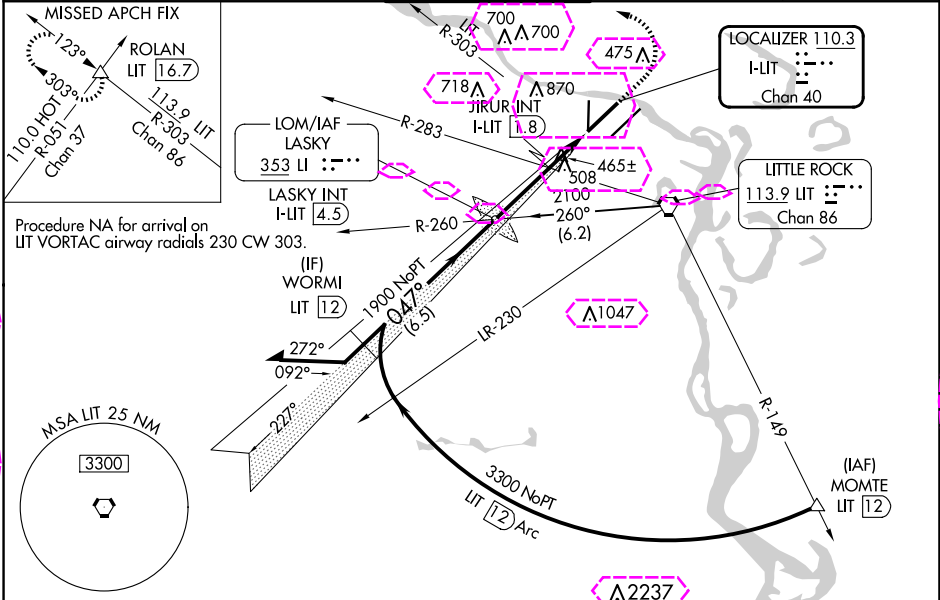 MISSED APCH FIX
123°
303°
ROLAN
LIT 16.7
110.0 HOT
R-051
Chan 37
113.9 LIT
R-303
Chan 86
LIT
R-303
700
700
475
718
870
JIRUR INT
I-LIT 1.8
LOCALIZER 110.3
I-LIT
Chan 40
R-283
LOM/IAF
LASKY
353 LI
LASKY INT
I-LIT 4.5
465±
508
2100
260°
(6.2)
LITTLE ROCK
113.9 LIT
Chan 86
R-260
Procedure NA for arrival on
LIT VORTAC airway radials 230 CW 303.
(IF)
WORMI
LIT 12
1900 NoPT
047°
(6.5)
1047
LR-230
272°
092°
227°
R-149
MSA LIT 25 NM
3300
3300 NoPT
LIT 12 Arc
(IAF)
MOMTE
LIT 12
2237